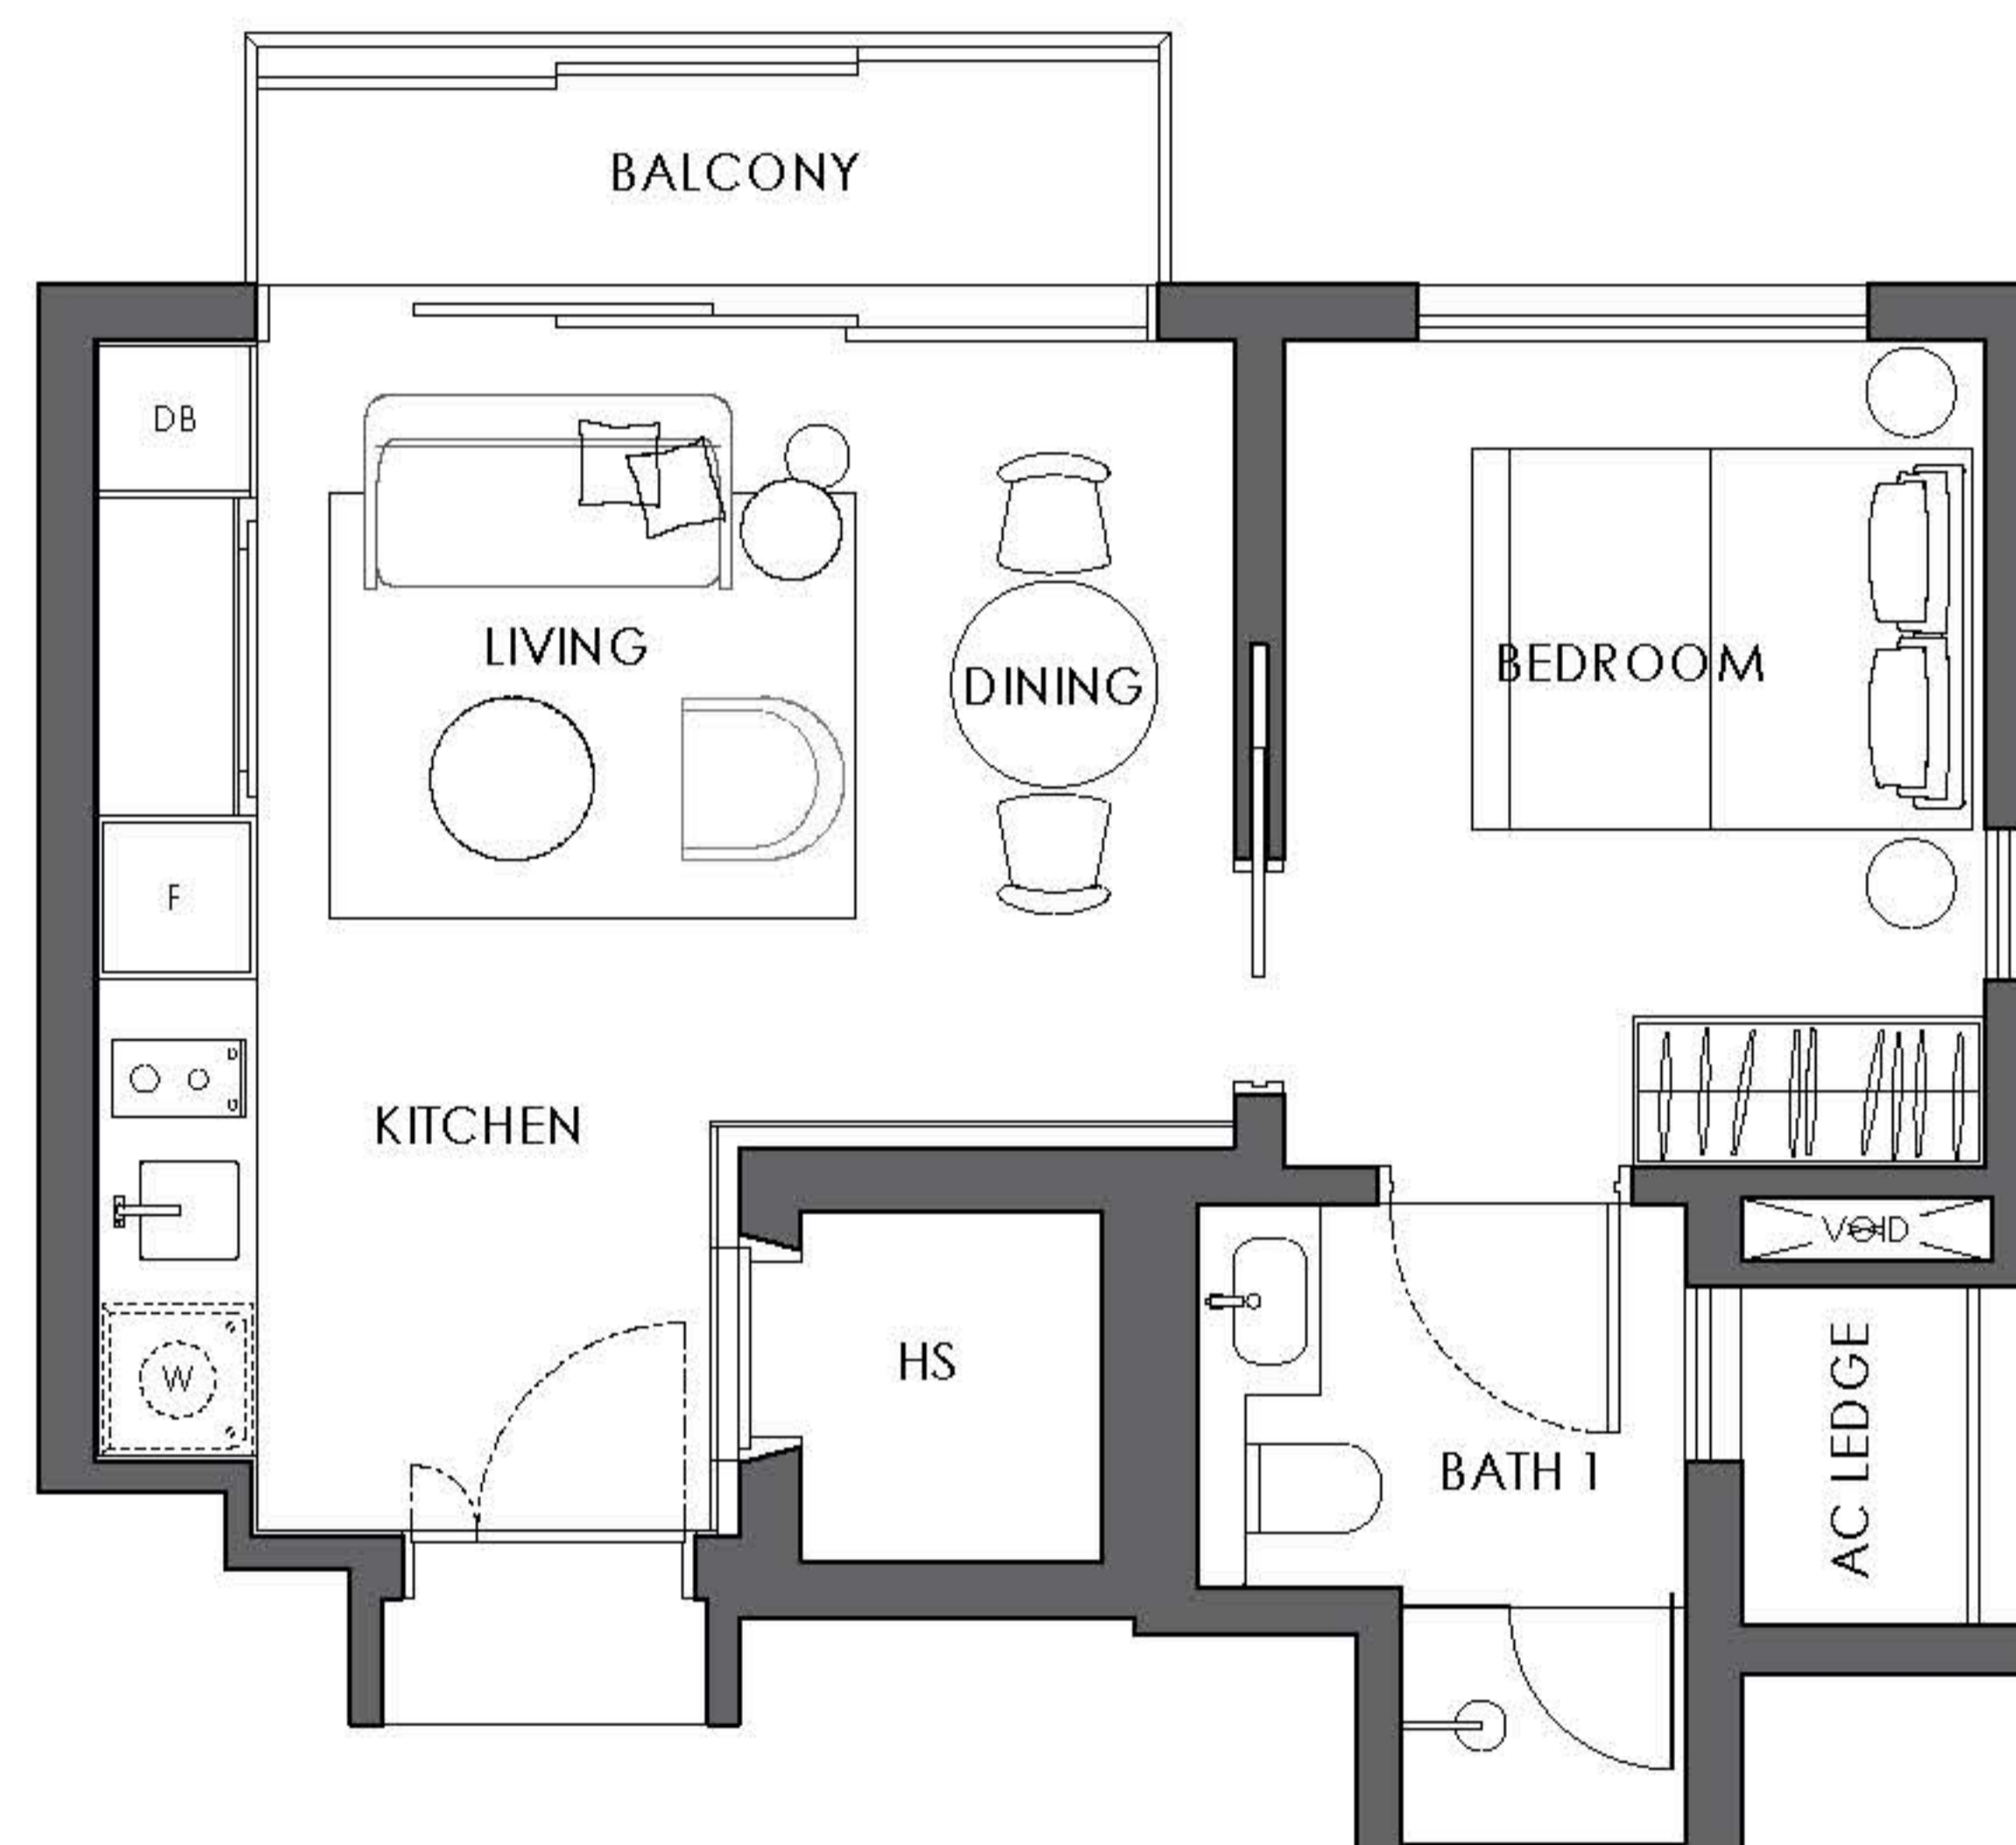 BALCONY
DB
LIVING
DINING
BEDROOM
F
KITCHEN
VOID
W
HS
BATH 1
AC LEDGE